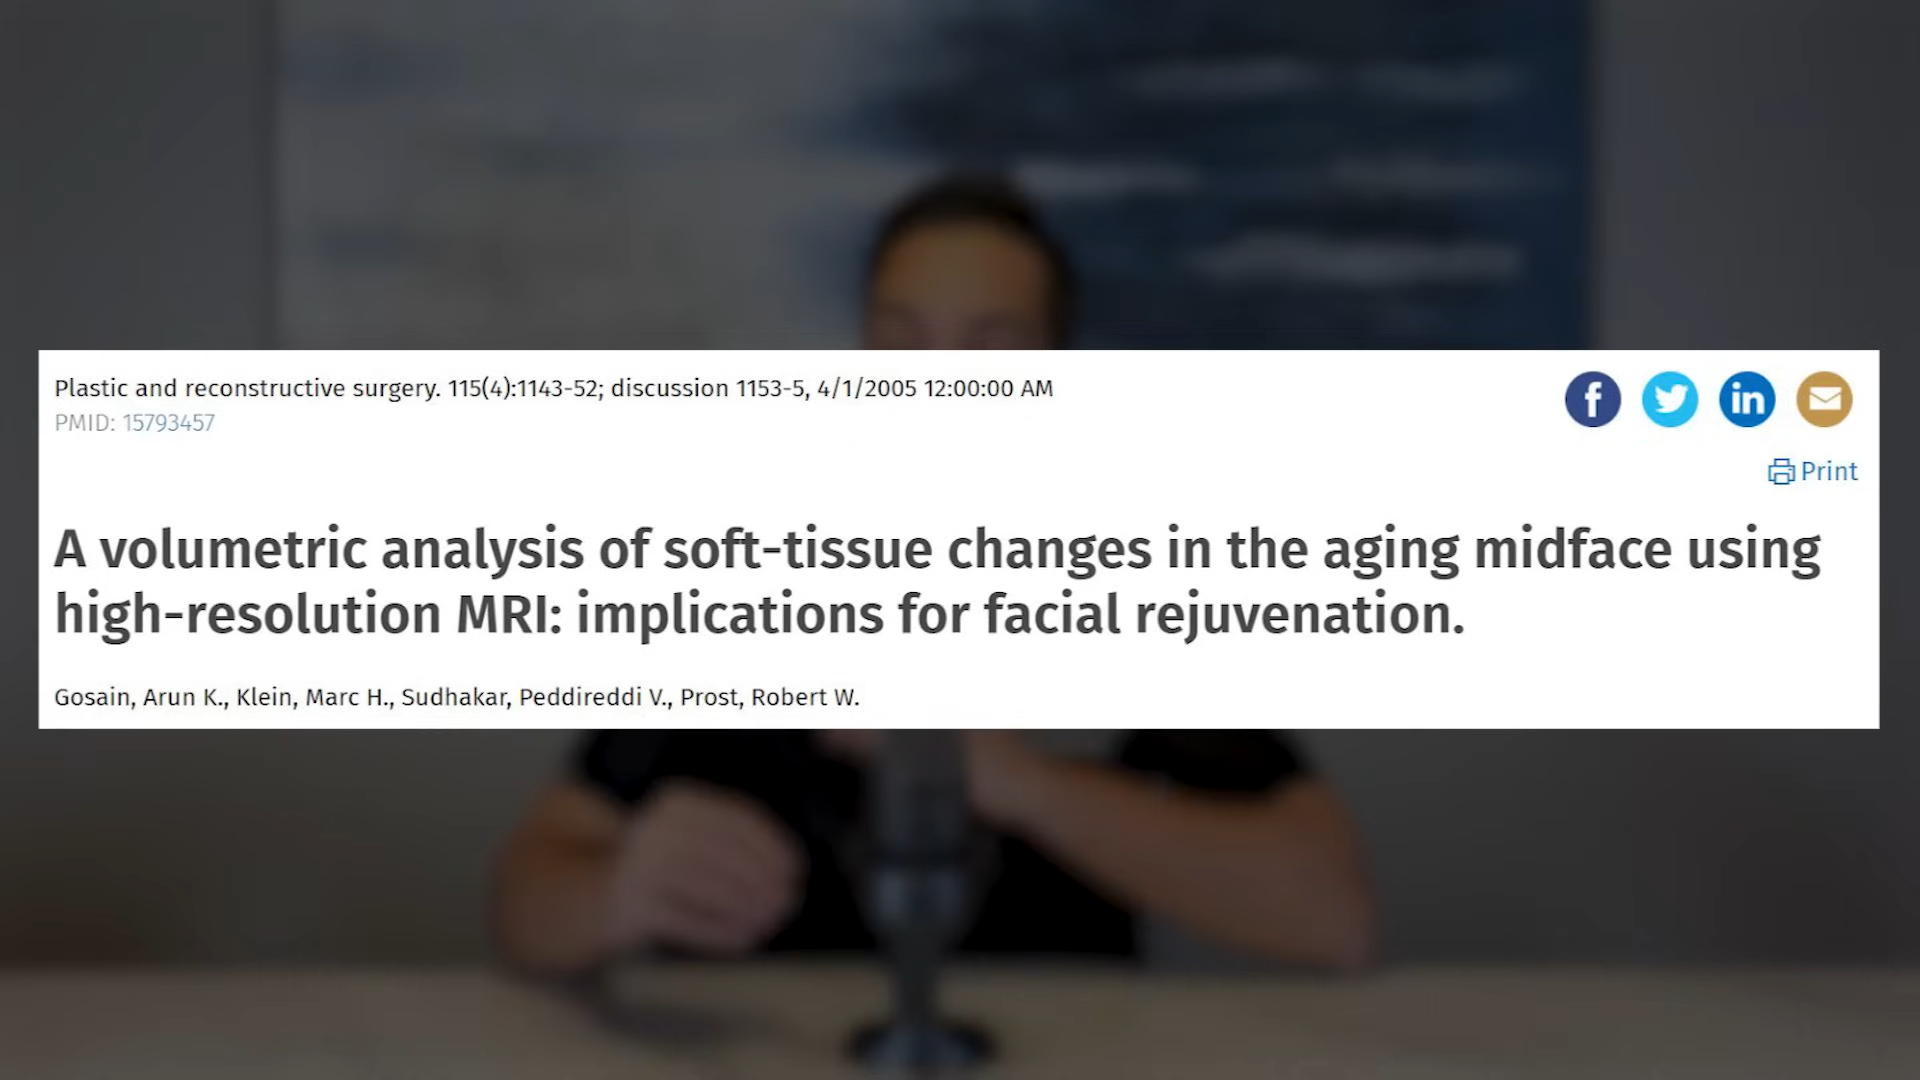 Plastic and reconstructive surgery. 115(4):1143-52; discussion 1153-5, 4/1/2005 12:00:00 AM
PMID: 15793457
Print
A volumetric analysis of soft-tissue changes in the aging midface using
high-resolution MRI: implications for facial rejuvenation.
Gosain, Arun K., Klein, Marc H., Sudhakar, Peddireddi V., Prost, Robert W.